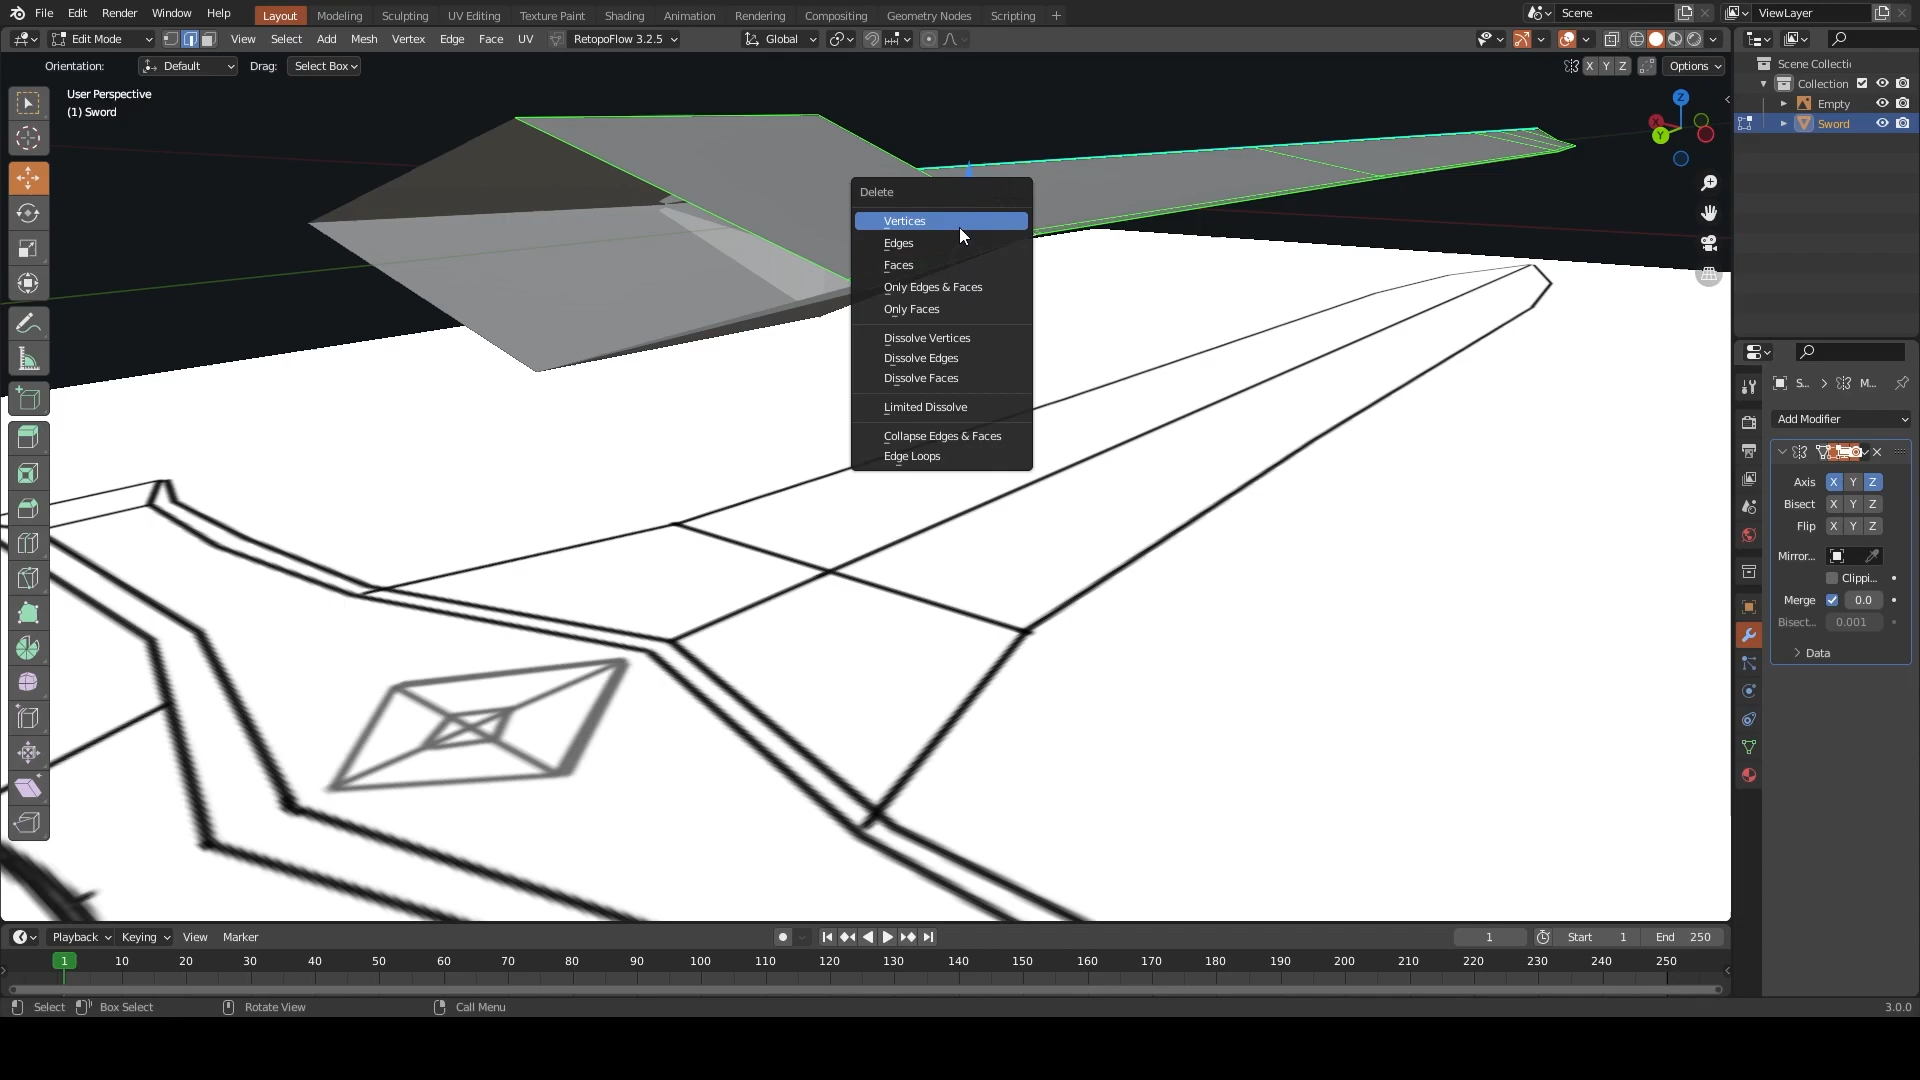 File Edit Render Window Help Layout Modeling Sculpting UV Editing Texture Paint Shading Animation Rendering Compositing Geometry Nodes Scripting + Scene ViewLayer
Edit Mode View Select Add Mesh Vertex Edge Face UV RetopoFlow 3.2.5 Global
Orientation: Default Drag: Select Box X Y Z Options
User Perspective
(1) Sword
Z
X
Y
Scene Collecti
Collection
Empty
Sword
Delete
Vertices
Edges
Faces
Only Edges & Faces
Only Faces
Dissolve Vertices
Dissolve Edges
Dissolve Faces
Limited Dissolve
Collapse Edges & Faces
Edge Loops
S... M...
Add Modifier
Axis X Y Z
Bisect X Y Z
Flip X Y Z
Mirror...
Clippi...
Merge 0.0
Bisect... 0.001
Data
Playback Keying View Marker 1 Start 1 End 250
1 10 20 30 40 50 60 70 80 90 100 110 120 130 140 150 160 170 180 190 200 210 220 230 240 250
Select Box Select Rotate View Call Menu 3.0.0